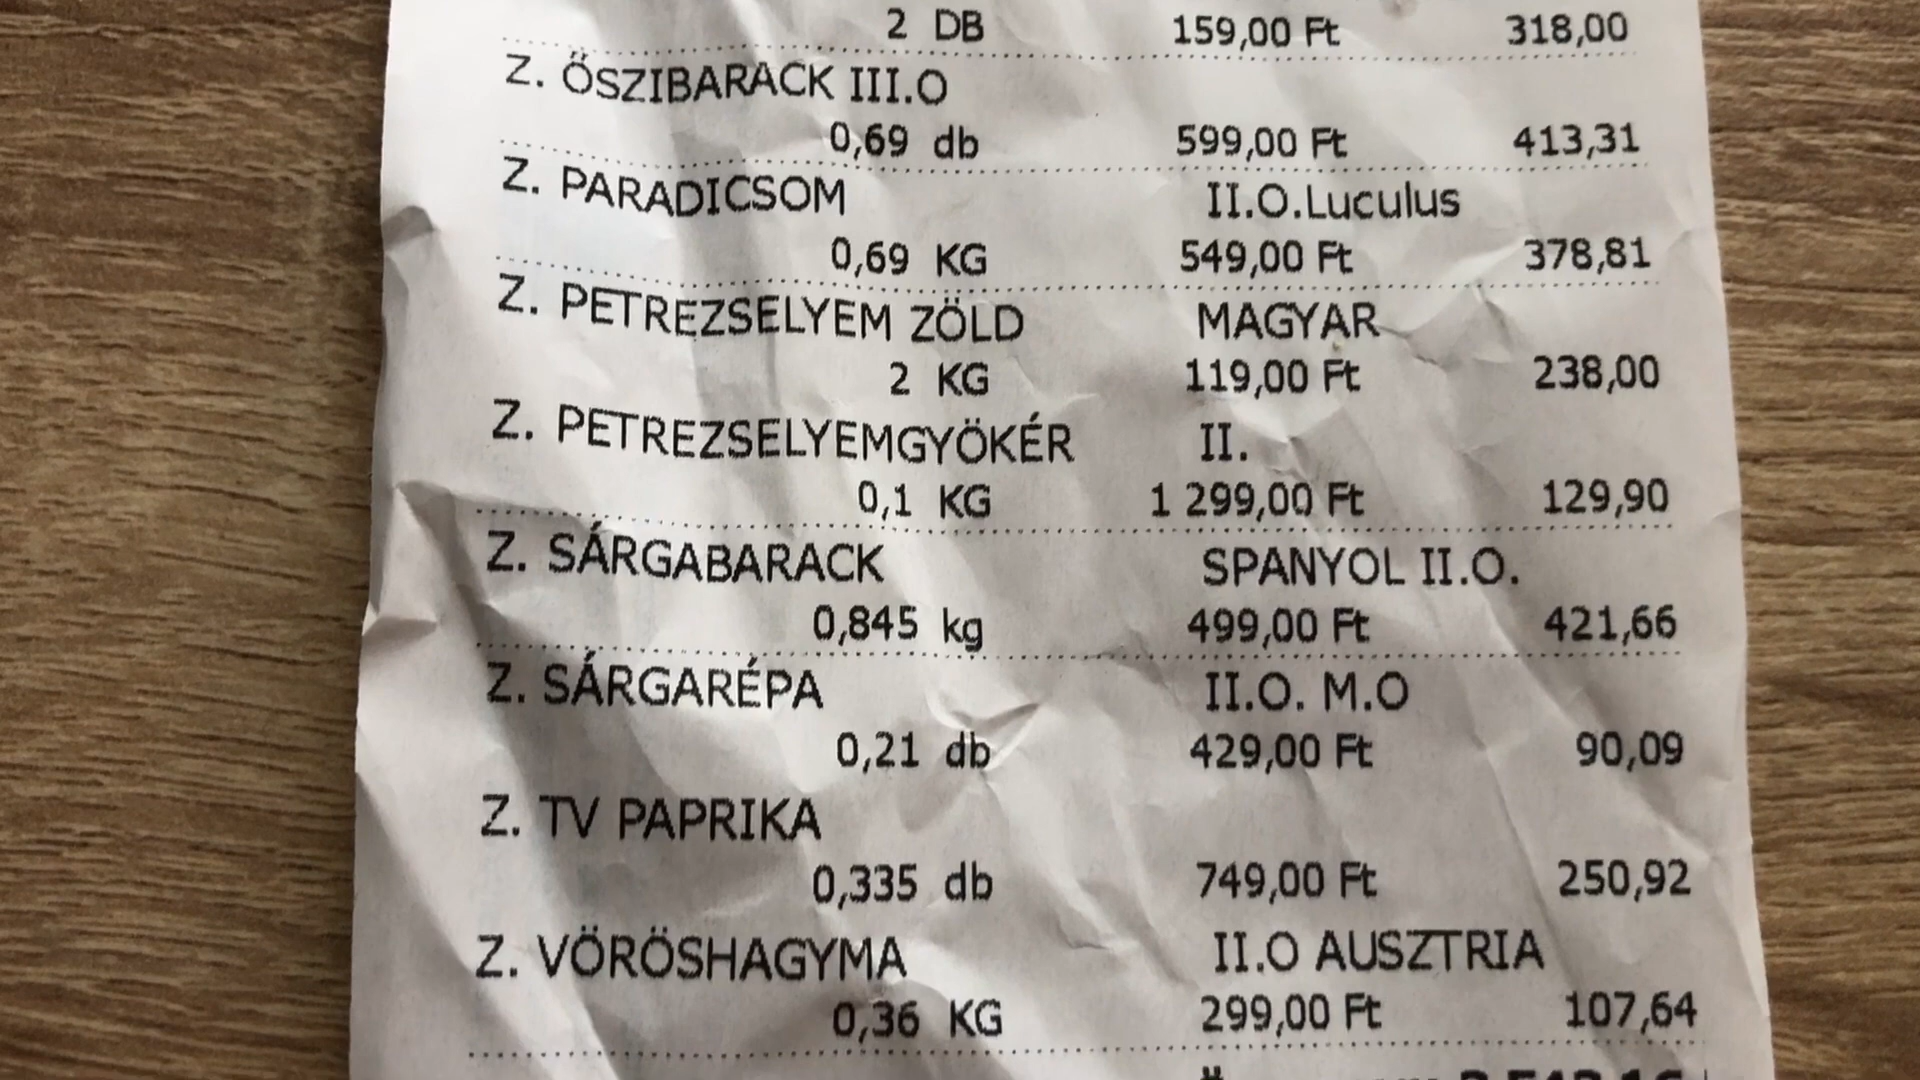 2 DB 159,00 Ft 318,00
Z. ŐSZIBARACK III.O
0,69 db 599,00 Ft 413,31
Z. PARADICSOM II.O.Luculus
0,69 KG 549,00 Ft 378,81
Z. PETREZSELYEM ZÖLD MAGYAR
2 KG 119,00 Ft 238,00
Z. PETREZSELYEMGYÖKÉR II.
0,1 KG 1 299,00 Ft 129,90
Z. SÁRGABARACK SPANYOL II.O.
0,845 kg 499,00 Ft 421,66
Z. SÁRGARÉPA II.O. M.O
0,21 db 429,00 Ft 90,09
Z. TV PAPRIKA
0,335 db 749,00 Ft 250,92
Z. VÖRÖSHAGYMA II.O AUSZTRIA
0,36 KG 299,00 Ft 107,64